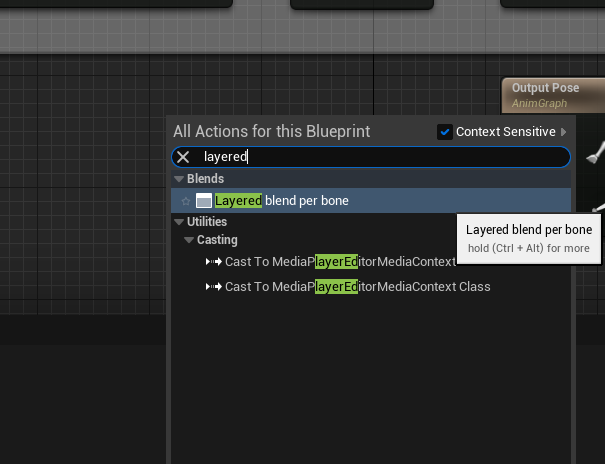 Output Pose
AnimGraph
All Actions for this Blueprint
Context Sensitive
layered
Blends
Layered blend per bone
Utilities
Casting
Cast To MediaPlayerEditorMediaContext
Cast To MediaPlayerEditorMediaContext Class
Layered blend per bone
hold (Ctrl + Alt) for more